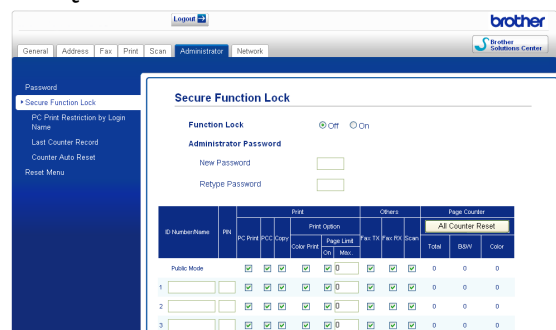 Logout
brother
General Address Fax Print Scan Administrator Network
Brother Solutions Center
Password
Secure Function Lock
PC Print Restriction by Login Name
Last Counter Record
Counter Auto Reset
Reset Menu
Secure Function Lock
Function Lock Off On
Administrator Password
New Password
Retype Password
ID Number/Name PIN Print Others Page Counter
PC Print PCC Copy Print Option Fax TX Fax RX Scan All Counter Reset
Color Print Page Limit Total B&W Color
On Max.
Public Mode 0 0 0 0
1 0 0 0 0
2 0 0 0 0
3 0 0 0 0